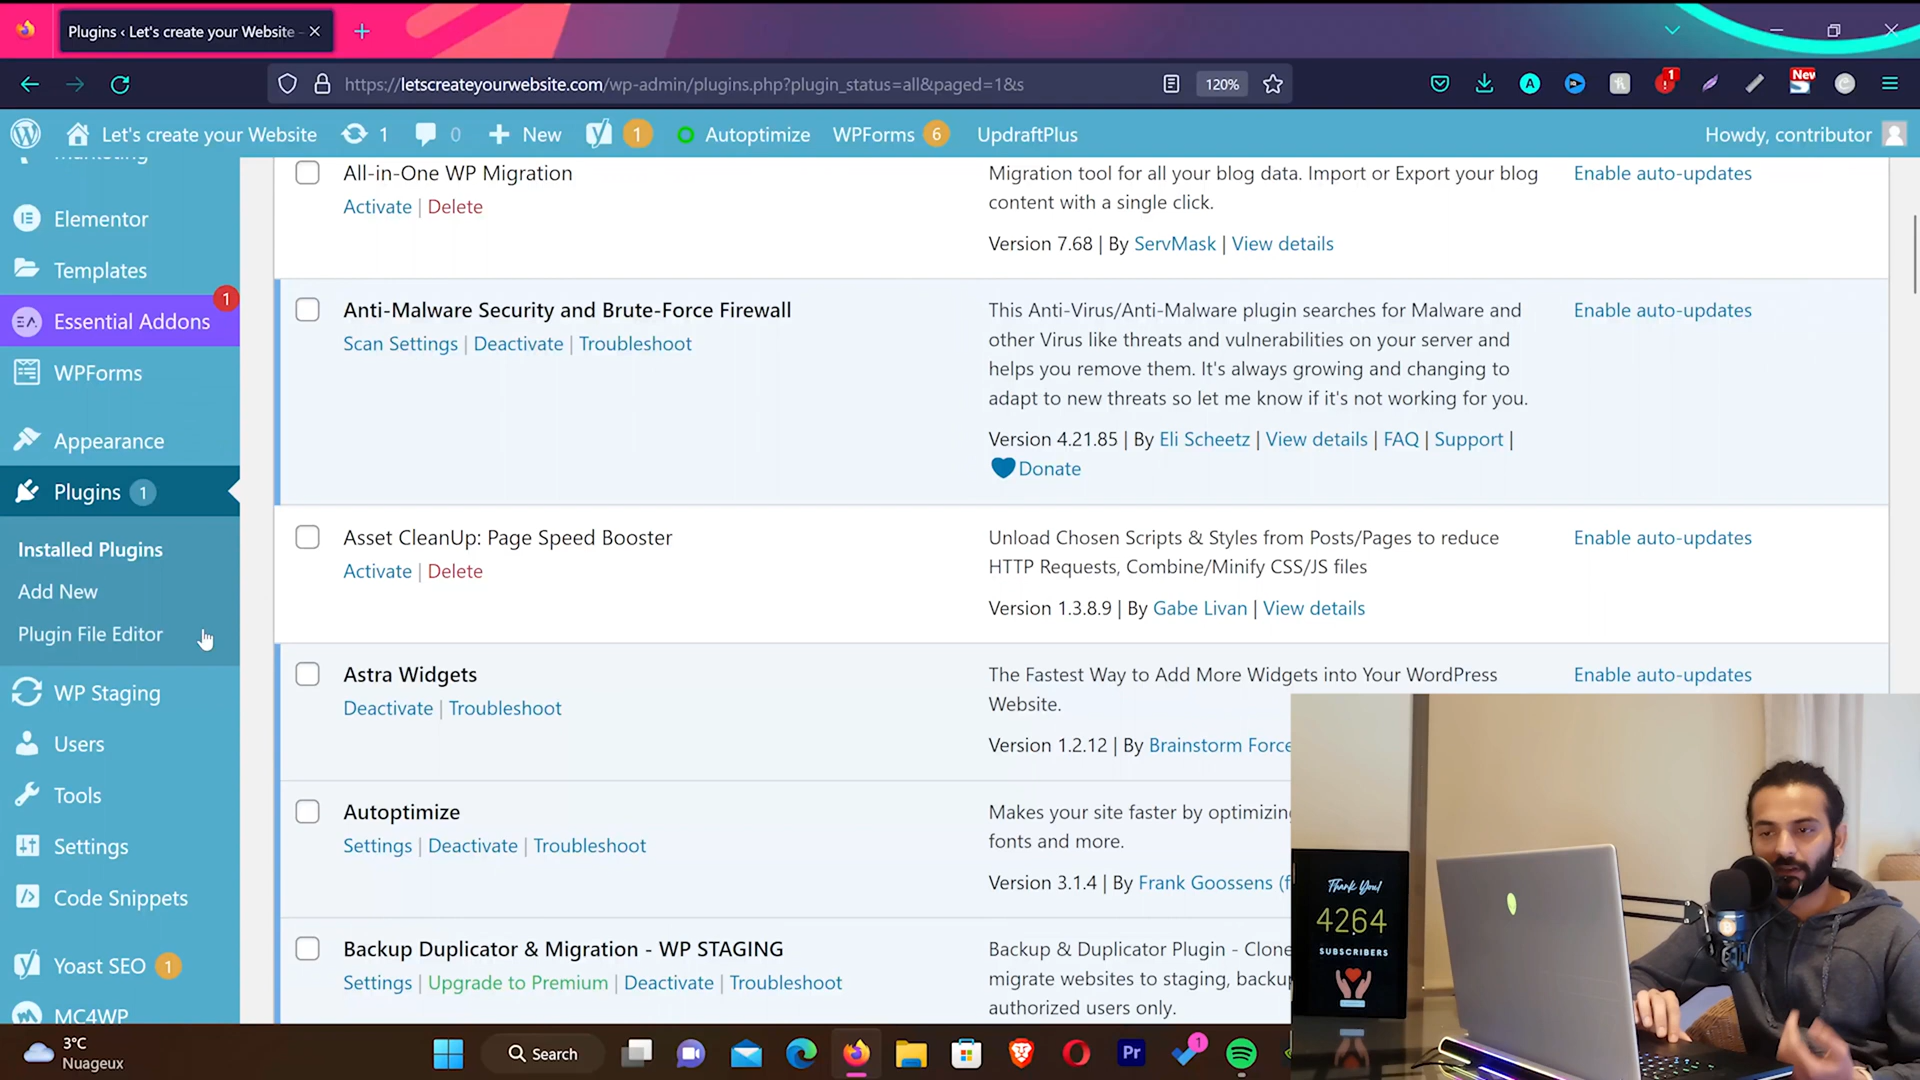 Plugins ‹ Let's create your Website -
https://letscreateyourwebsite.com/wp-admin/plugins.php?plugin_status=all&paged=1&s
120%
1
New
Let's create your Website
1
0
New
1
Autoptimize
WPForms 6
UpdraftPlus
Howdy, contributor
Marketing
Elementor
Templates
Essential Addons
1
WPForms
Appearance
Plugins 1
Installed Plugins
Add New
Plugin File Editor
WP Staging
Users
Tools
Settings
Code Snippets
Yoast SEO 1
MC4WP
All-in-One WP Migration
Activate | Delete
Migration tool for all your blog data. Import or Export your blog
content with a single click.
Version 7.68 | By ServMask | View details
Enable auto-updates
Anti-Malware Security and Brute-Force Firewall
Scan Settings | Deactivate | Troubleshoot
This Anti-Virus/Anti-Malware plugin searches for Malware and
other Virus like threats and vulnerabilities on your server and
helps you remove them. It's always growing and changing to
adapt to new threats so let me know if it's not working for you.
Version 4.21.85 | By Eli Scheetz | View details | FAQ | Support |
Donate
Enable auto-updates
Asset CleanUp: Page Speed Booster
Activate | Delete
Unload Chosen Scripts & Styles from Posts/Pages to reduce
HTTP Requests, Combine/Minify CSS/JS files
Version 1.3.8.9 | By Gabe Livan | View details
Enable auto-updates
Astra Widgets
Deactivate | Troubleshoot
The Fastest Way to Add More Widgets into Your WordPress
Website.
Version 1.2.12 | By Brainstorm Force
Enable auto-updates
Autoptimize
Settings | Deactivate | Troubleshoot
Makes your site faster by optimizing
fonts and more.
Version 3.1.4 | By Frank Goossens (f
Backup Duplicator & Migration - WP STAGING
Settings | Upgrade to Premium | Deactivate | Troubleshoot
Backup & Duplicator Plugin - Clone
migrate websites to staging, backup
authorized users only.
Thank You!
4264
SUBSCRIBERS
3°C
Nuageux
Search
Pr
1